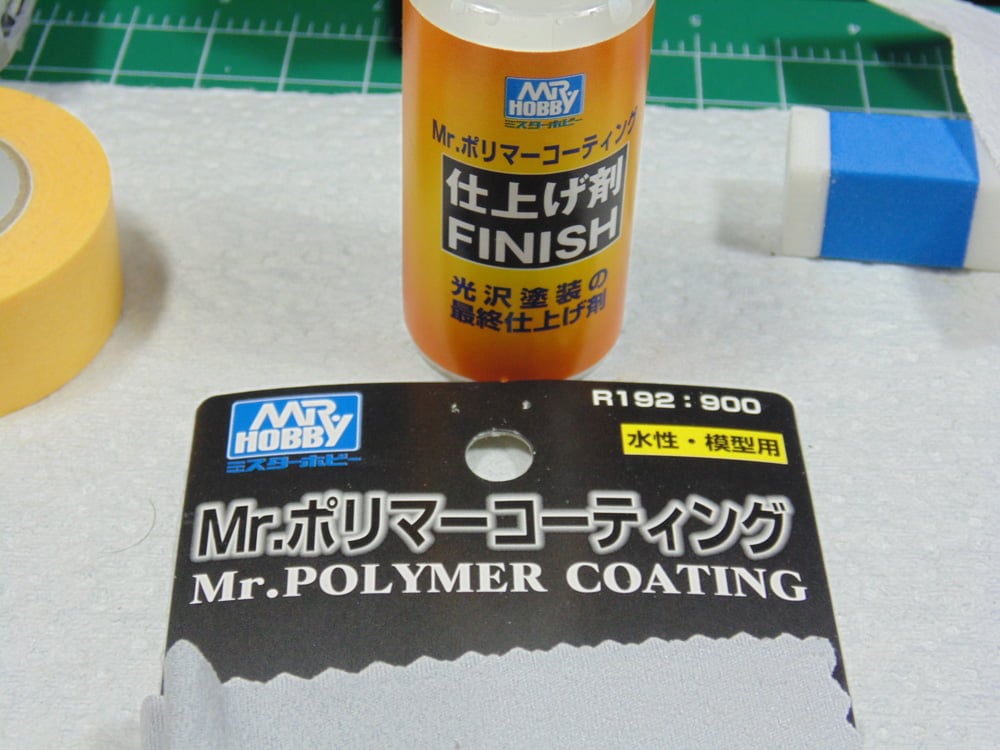 MR.
HOBBY
ミスターホビー
Mr.ポリマーコーティング
仕上げ剤
FINISH
光沢塗装の
最終仕上げ剤
MR.
HOBBY
ミスターホビー
R192:900
水性・模型用
Mr.ポリマーコーティング
Mr.POLYMER COATING